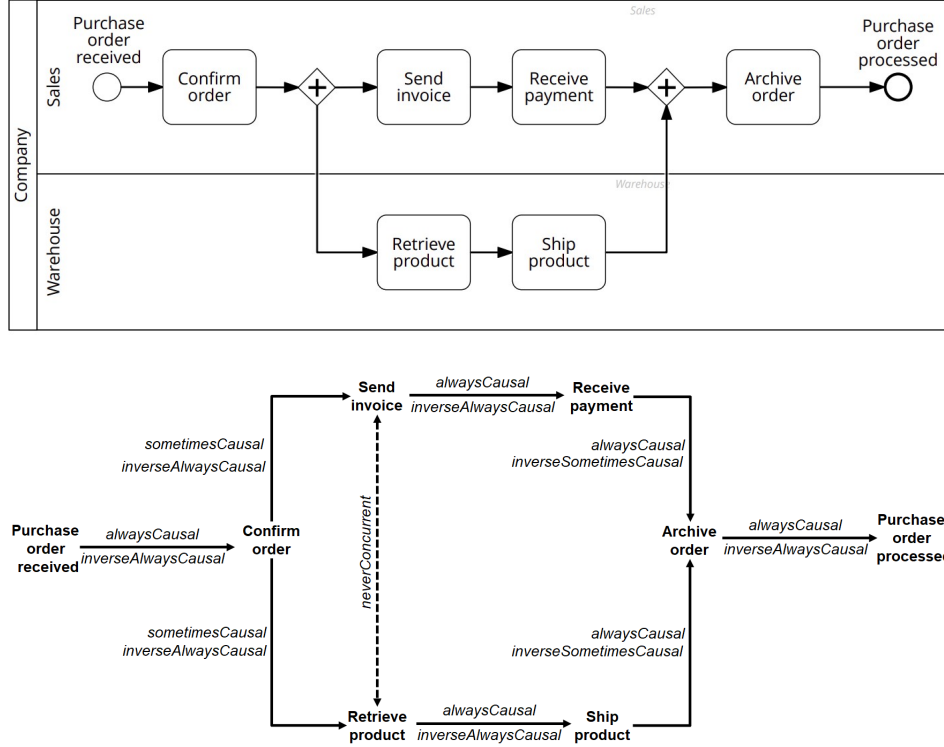 Company
Sales
Warehouse
Sales
Warehouse
Purchase
order
received
Confirm
order
Send
invoice
Receive
payment
Archive
order
Purchase
order
processed
Retrieve
product
Ship
product
Send
invoice
alwaysCausal
inverseAlwaysCausal
Receive
payment
sometimesCausal
inverseAlwaysCausal
alwaysCausal
inverseSometimesCausal
Purchase
order
received
alwaysCausal
inverseAlwaysCausal
Confirm
order
neverConcurrent
Archive
order
alwaysCausal
inverseAlwaysCausal
Purchase
order
processed
sometimesCausal
inverseAlwaysCausal
alwaysCausal
inverseSometimesCausal
Retrieve
product
alwaysCausal
inverseAlwaysCausal
Ship
product